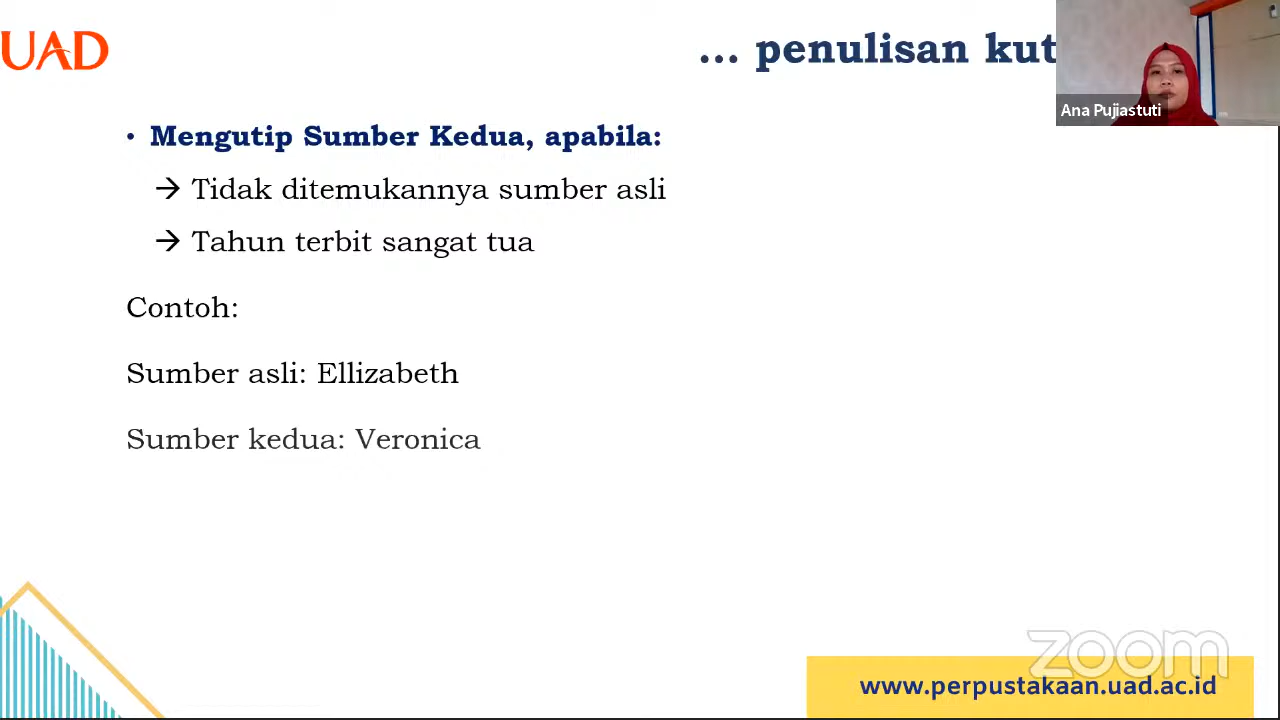 UAD
... penulisan
Ana Pujiastuti
• Mengutip Sumber Kedua, apabila:
→ Tidak ditemukannya sumber asli
→ Tahun terbit sangat tua
Contoh:
Sumber asli: Ellizabeth
Sumber kedua: Veronica
zoom
www.perpustakaan.uad.ac.id